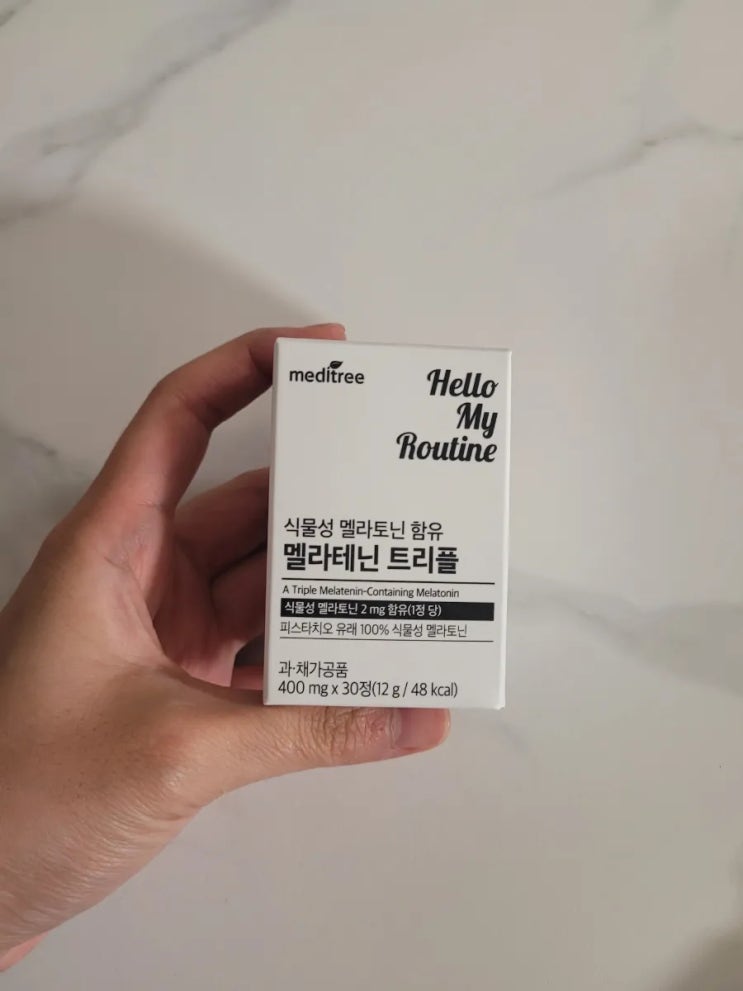 meditree
Hello
My
Routine
식물성 멜라토닌 함유
멜라테닌 트리플
A Triple Melatenin-Containing Melatonin
식물성 멜라토닌 2 mg 함유(1정 당)
피스타치오 유래 100% 식물성 멜라토닌
과·채가공품
400 mg x 30정(12 g / 48 kcal)